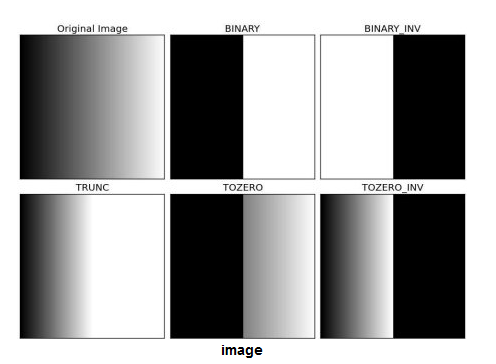 Original Image
BINARY
BINARY_INV
TRUNC
TOZERO
TOZERO_INV
image